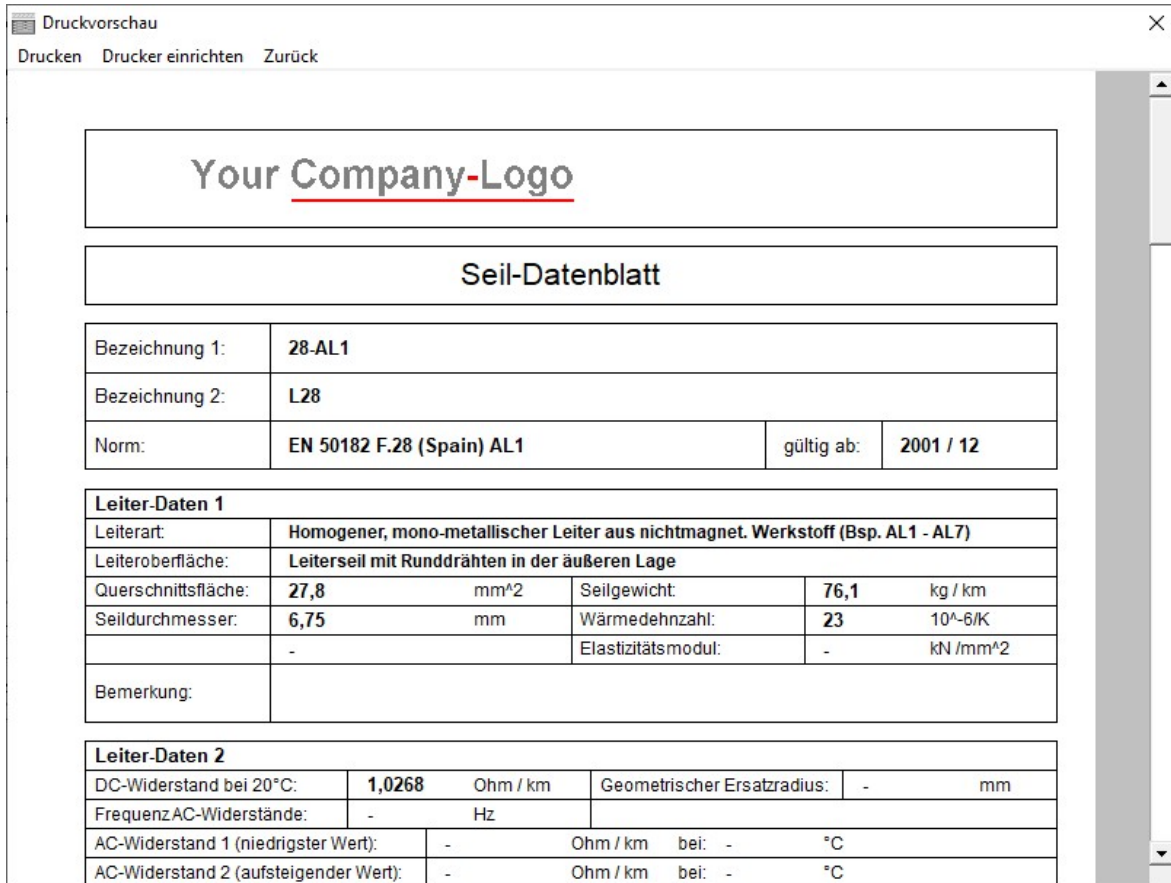 Druckvorschau
Drucken Drucker einrichten Zurück
Your Company-Logo
Seil-Datenblatt
Bezeichnung 1: 28-AL1
Bezeichnung 2: L28
Norm: EN 50182 F.28 (Spain) AL1 gültig ab: 2001 / 12
Leiter-Daten 1
Leiterart: Homogener, mono-metallischer Leiter aus nichtmagnet. Werkstoff (Bsp. AL1 - AL7)
Leiteroberfläche: Leiterseil mit Runddrähten in der äußeren Lage
Querschnittsfläche: 27,8 mm^2 Seilgewicht: 76,1 kg / km
Seildurchmesser: 6,75 mm Wärmedehnzahl: 23 10^-6/K
- Elastizitätsmodul: - kN /mm^2
Bemerkung:
Leiter-Daten 2
DC-Widerstand bei 20°C: 1,0268 Ohm / km Geometrischer Ersatzradius: - mm
Frequenz AC-Widerstände: - Hz
AC-Widerstand 1 (niedrigster Wert): - Ohm / km bei: - °C
AC-Widerstand 2 (aufsteigender Wert): - Ohm / km bei: - °C